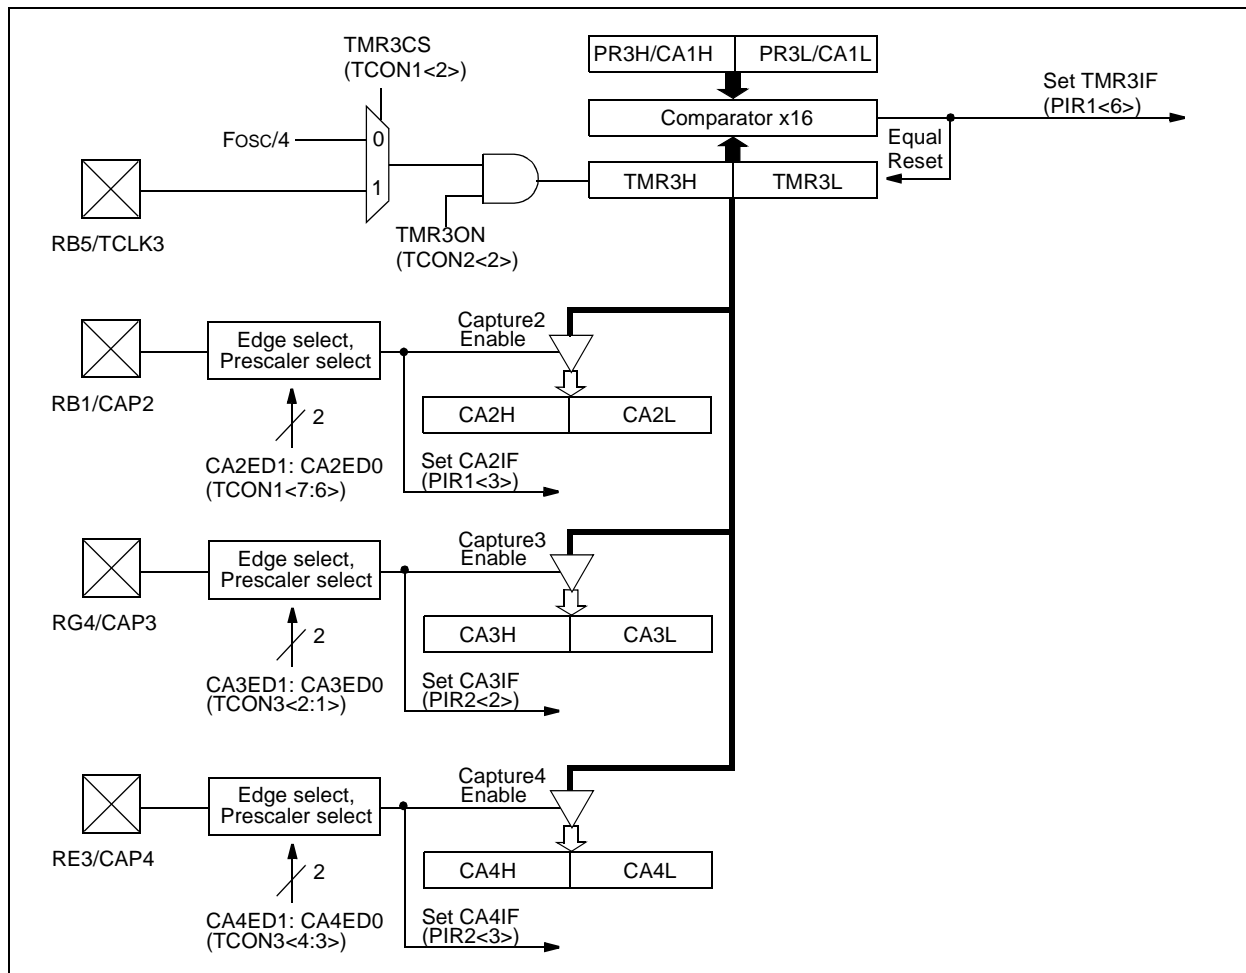 TMR3CS
(TCON1<2>)
PR3H/CA1H
PR3L/CA1L
Set TMR3IF
(PIR1<6>)
Comparator x16
FOSC/4
0
1
Equal
Reset
TMR3H
TMR3L
RB5/TCLK3
TMR3ON
(TCON2<2>)
Edge select,
Prescaler select
Capture2
Enable
RB1/CAP2
2
CA2H
CA2L
CA2ED1: CA2ED0
(TCON1<7:6>)
Set CA2IF
(PIR1<3>)
Edge select,
Prescaler select
Capture3
Enable
RG4/CAP3
2
CA3H
CA3L
CA3ED1: CA3ED0
(TCON3<2:1>)
Set CA3IF
(PIR2<2>)
Edge select,
Prescaler select
Capture4
Enable
RE3/CAP4
2
CA4H
CA4L
CA4ED1: CA4ED0
(TCON3<4:3>)
Set CA4IF
(PIR2<3>)